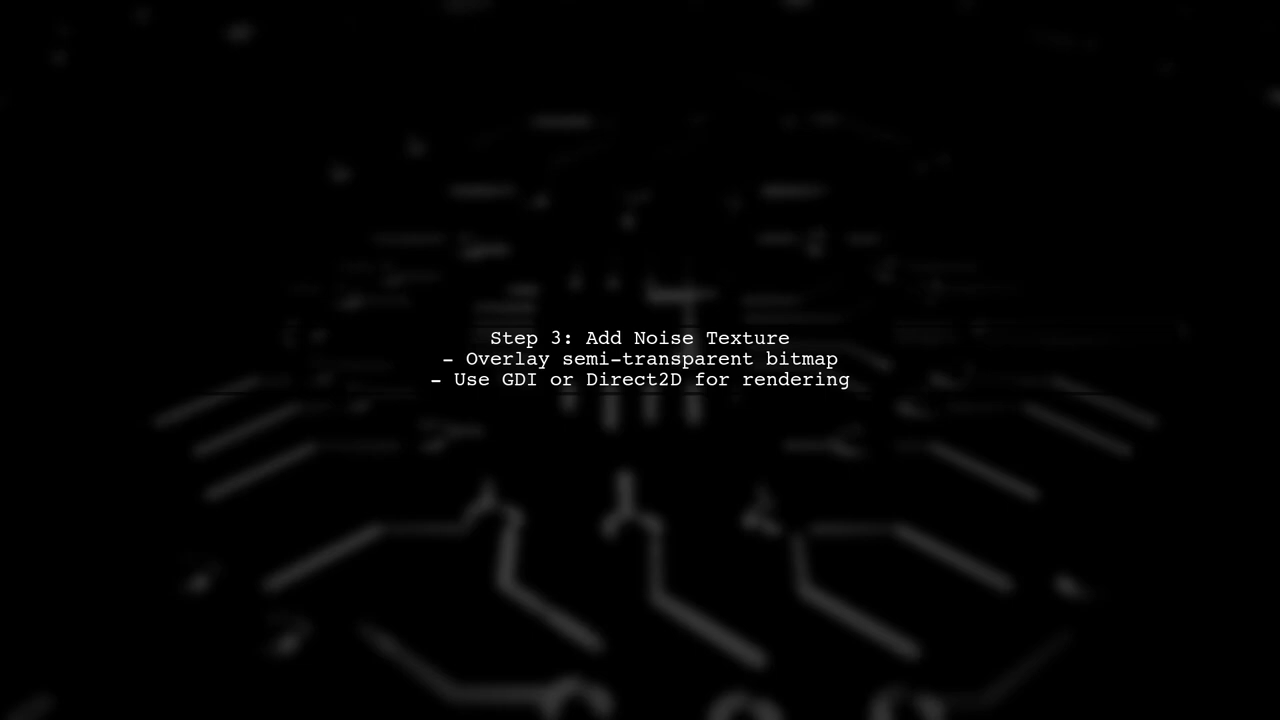 Step 3: Add Noise Texture
- Overlay semi-transparent bitmap
- Use GDI or Direct2D for rendering